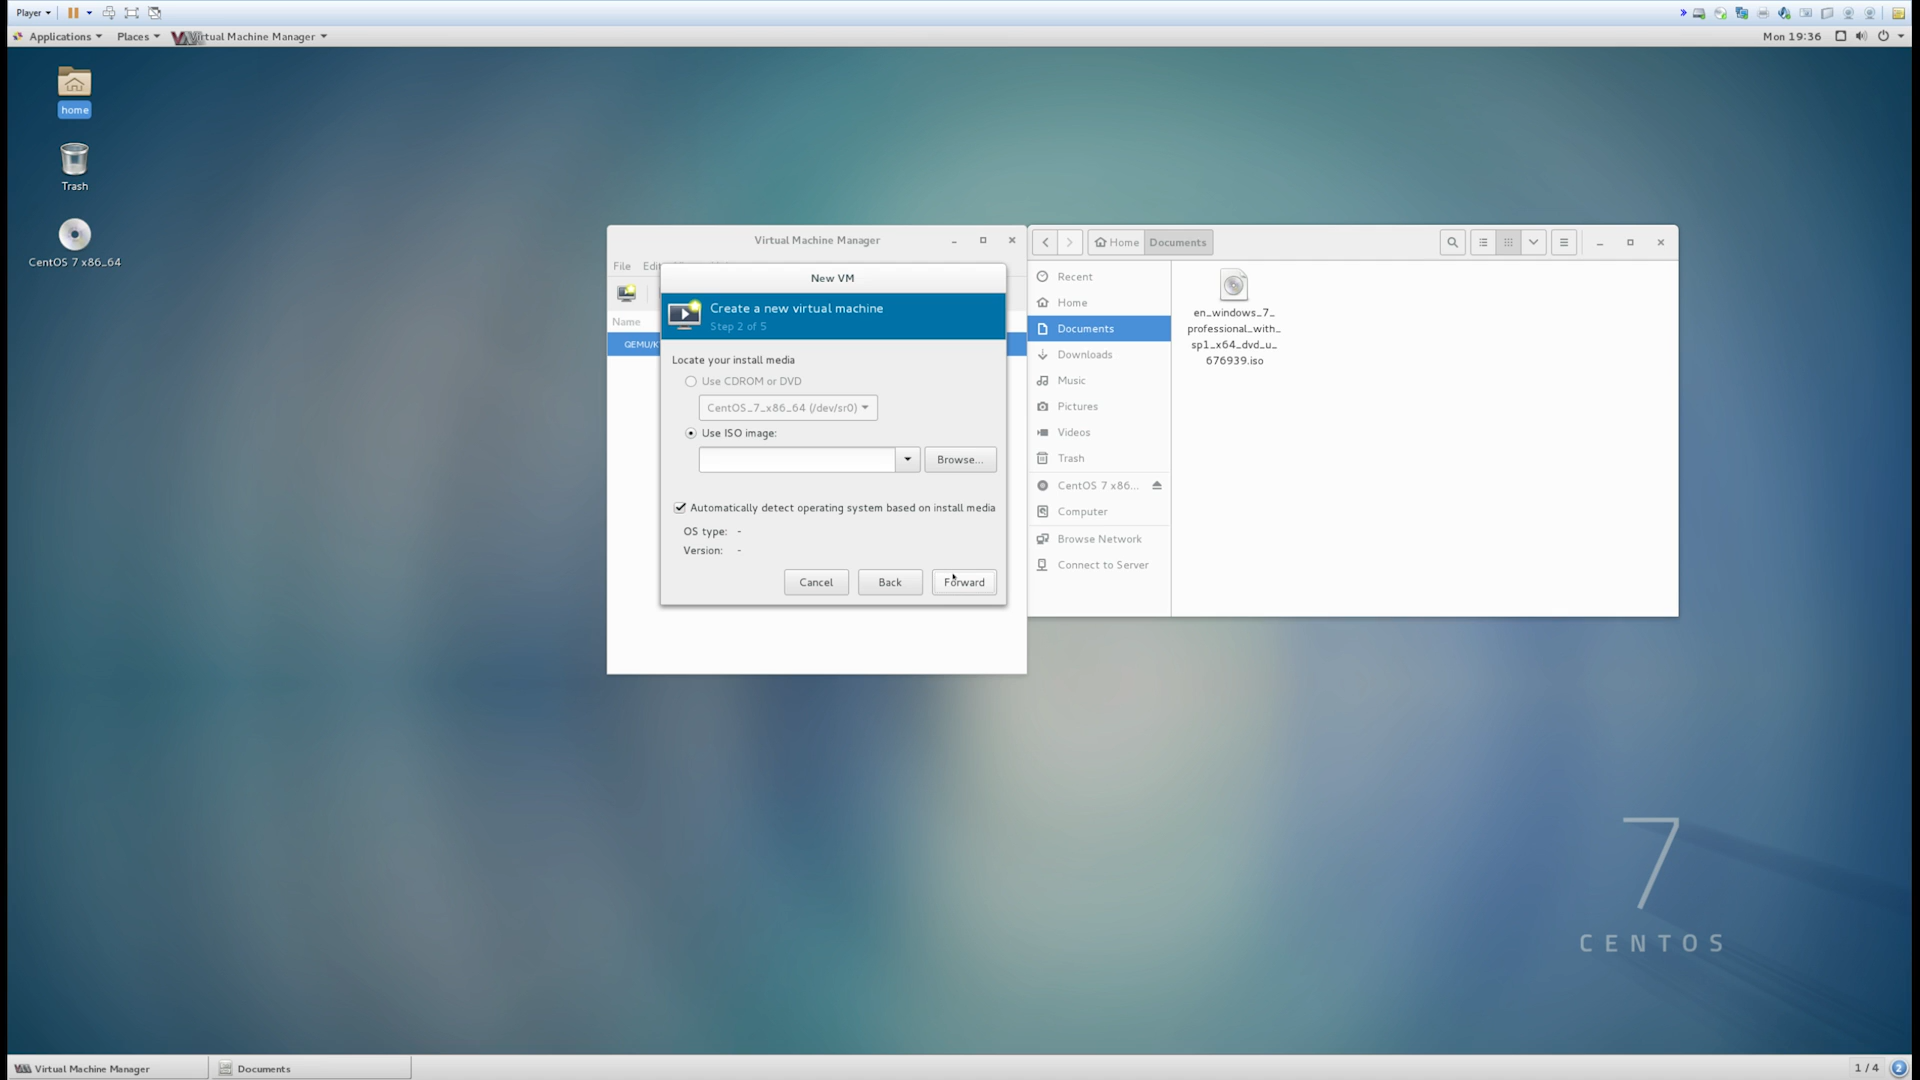 Player
Applications
Places
Virtual Machine Manager
Mon 19:36
home
Trash
CentOS 7 x86_64
Virtual Machine Manager
File
Name
QEMU/K
New VM
Create a new virtual machine
Step 2 of 5
Locate your install media
Use CDROM or DVD
CentOS_7_x86_64 (/dev/sr0)
Use ISO image:
Browse...
Automatically detect operating system based on install media
OS type: -
Version: -
Cancel
Back
Forward
Home
Documents
Recent
Home
Documents
Downloads
Music
Pictures
Videos
Trash
CentOS 7 x86...
Computer
Browse Network
Connect to Server
en_windows_7_
professional_with_
sp1_x64_dvd_u_
676939.iso
7
CENTOS
Virtual Machine Manager
Documents
1 / 4
2